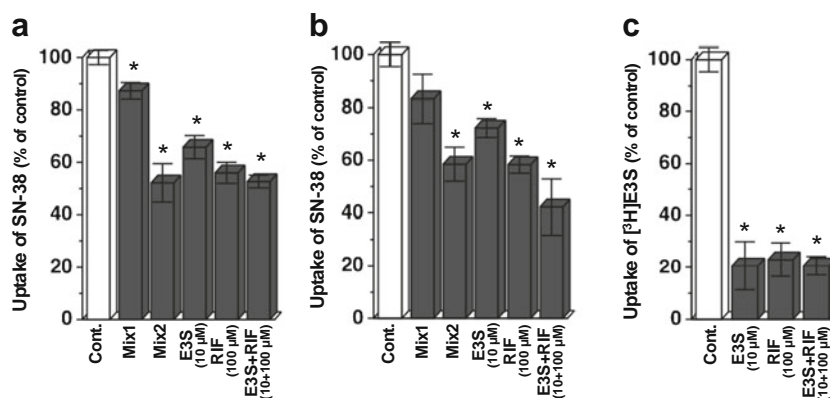 a
Uptake of SN-38 (% of control)
100
80
60
40
20
0
*
*
*
*
*
Cont.
Mix1
Mix2
E3S
(10 µM)
RIF
(100 µM)
E3S+RIF
(10+100 µM)
b
Uptake of SN-38 (% of control)
100
80
60
40
20
0
*
*
*
*
Cont.
Mix1
Mix2
E3S
(10 µM)
RIF
(100 µM)
E3S+RIF
(10+100 µM)
c
Uptake of [³H]E3S (% of control)
100
80
60
40
20
0
*
*
*
Cont.
E3S
(10 µM)
RIF
(100 µM)
E3S+RIF
(10+100 µM)